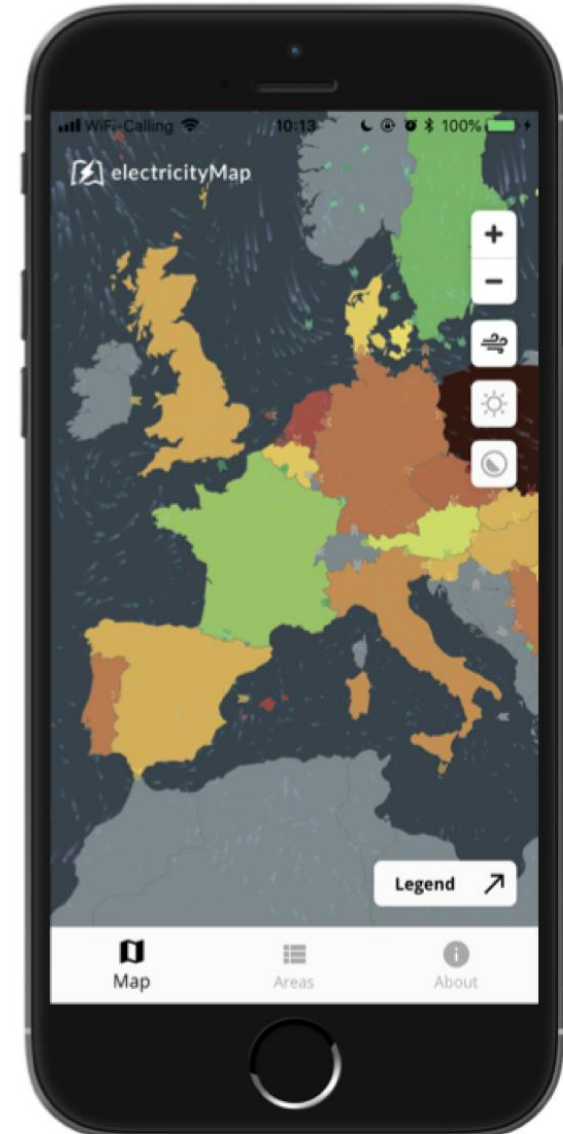 WiFi-Calling 10:13 100%
electricityMap
+
−
Legend
Map Areas About